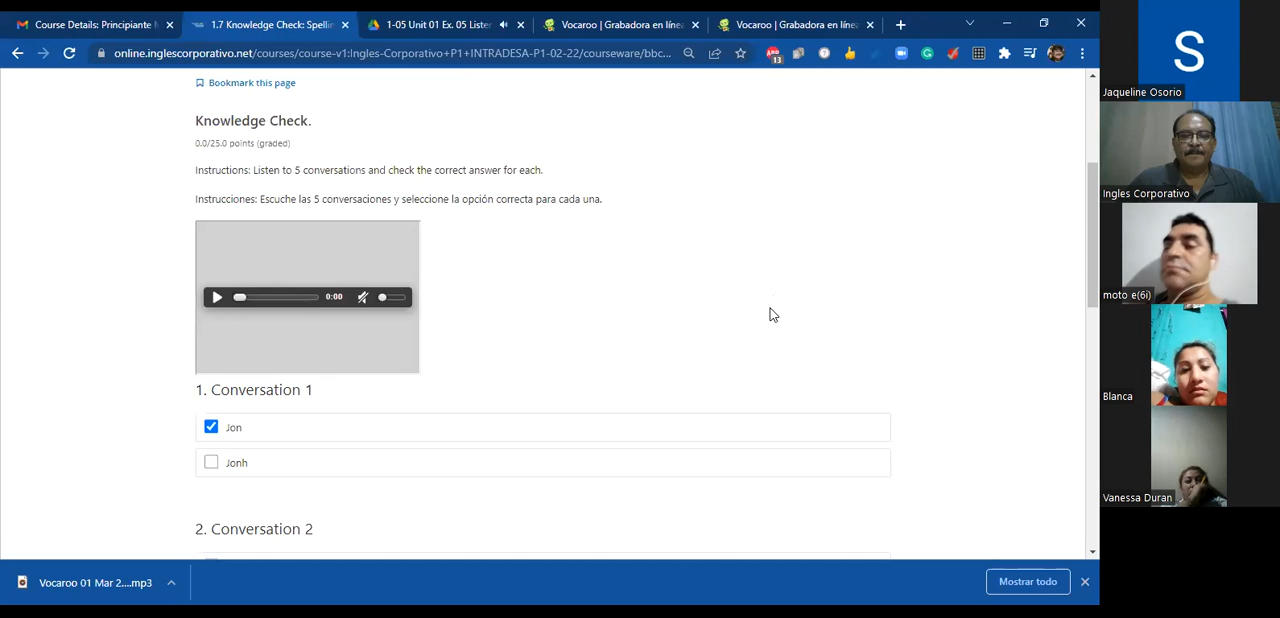 Course Details: Principiante M
1.7 Knowledge Check: Spellin
1-05 Unit 01 Ex. 05 Listen
Vocaroo | Grabadora en línea
Vocaroo | Grabadora en línea
online.inglescorporativo.net/courses/course-v1:Ingles-Corporativo+P1+INTRADESA-P1-02-22/courseware/bbc...
13
Bookmark this page
Knowledge Check.
0.0/25.0 points (graded)
Instructions: Listen to 5 conversations and check the correct answer for each.
Instrucciones: Escuche las 5 conversaciones y seleccione la opción correcta para cada una.
0:00
1. Conversation 1
Jon
Jonh
2. Conversation 2
Vocaroo 01 Mar 2....mp3
Mostrar todo
S
Jaqueline Osorio
Ingles Corporativo
moto e(6i)
Blanca
Vanessa Duran